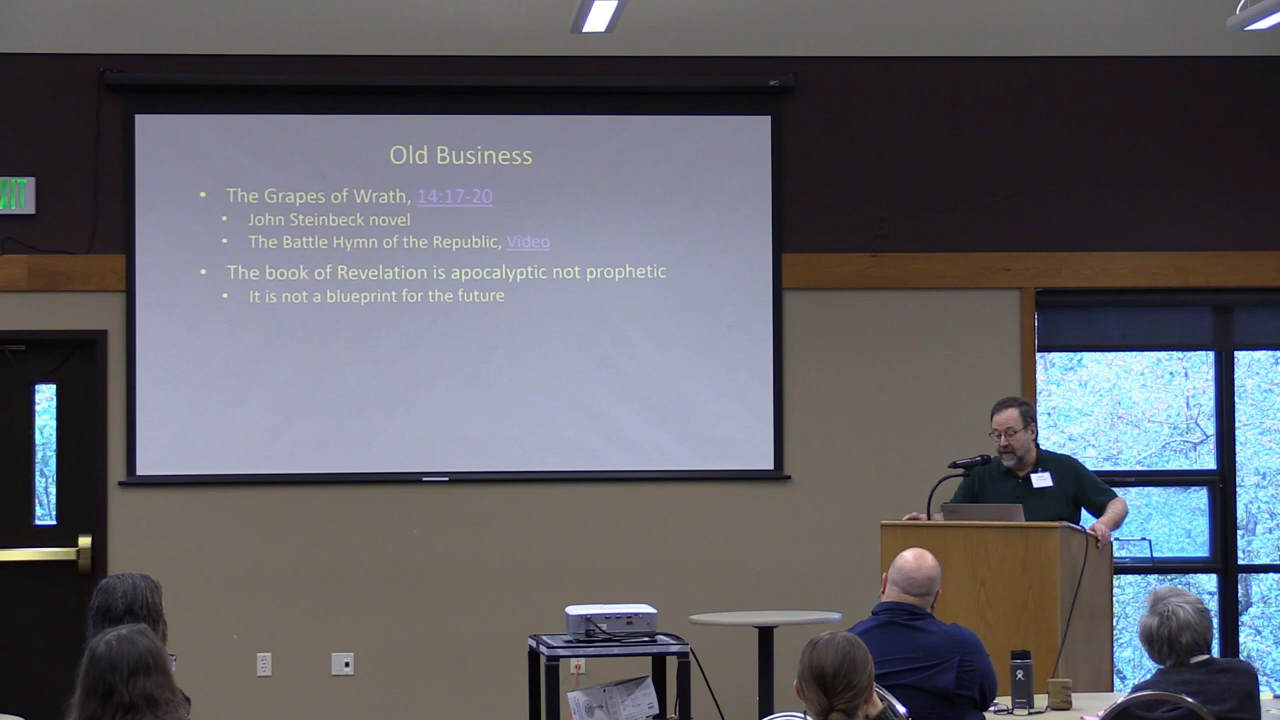 EXIT
Old Business
• The Grapes of Wrath, 14:17-20
• John Steinbeck novel
• The Battle Hymn of the Republic, Video
• The book of Revelation is apocalyptic not prophetic
• It is not a blueprint for the future